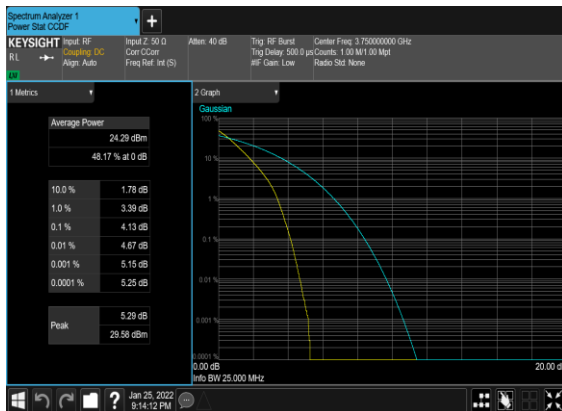 Spectrum Analyzer 1
Power Stat CCDF
+
KEYSIGHT
RL
Input: RF
Coupling: DC
Align: Auto
Input Z: 50 Ω
Corr CCorr
Freq Ref: Int (S)
Atten: 40 dB
Trig: RF Burst
Trig Delay: 500.0 µs
#IF Gain: Low
Center Freq: 3.750000000 GHz
Counts: 1.00 M/1.00 Mpt
Radio Std: None
1 Metrics
Average Power
24.29 dBm
48.17 % at 0 dB
10.0 % 1.78 dB
1.0 % 3.39 dB
0.1 % 4.13 dB
0.01 % 4.67 dB
0.001 % 5.15 dB
0.0001 % 5.25 dB
Peak
5.29 dB
29.58 dBm
2 Graph
Gaussian
100 %
10 %
1 %
0.1 %
0.01 %
0.001 %
0.0001 %
0.00 dB
20.00 d
Info BW 25.000 MHz
?
Jan 25, 2022
9:14:12 PM